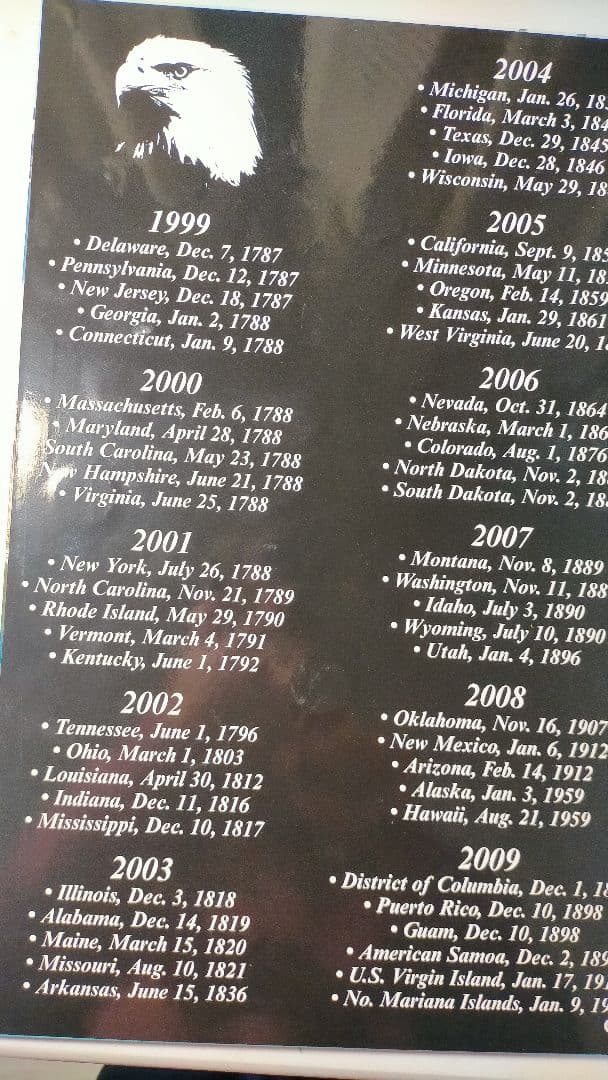 1999
• Delaware, Dec. 7, 1787
• Pennsylvania, Dec. 12, 1787
• New Jersey, Dec. 18, 1787
• Georgia, Jan. 2, 1788
• Connecticut, Jan. 9, 1788
2000
• Massachusetts, Feb. 6, 1788
• Maryland, April 28, 1788
South Carolina, May 23, 1788
New Hampshire, June 21, 1788
• Virginia, June 25, 1788
2001
• New York, July 26, 1788
• North Carolina, Nov. 21, 1789
• Rhode Island, May 29, 1790
• Vermont, March 4, 1791
• Kentucky, June 1, 1792
2002
• Tennessee, June 1, 1796
• Ohio, March 1, 1803
• Louisiana, April 30, 1812
• Indiana, Dec. 11, 1816
• Mississippi, Dec. 10, 1817
2003
• Illinois, Dec. 3, 1818
• Alabama, Dec. 14, 1819
• Maine, March 15, 1820
• Missouri, Aug. 10, 1821
• Arkansas, June 15, 1836
2004
• Michigan, Jan. 26,
• Florida, March 3,
• Texas, Dec. 29, 1845
• Iowa, Dec. 28, 1846
• Wisconsin, May 29,
2005
• California, Sept. 9,
• Minnesota, May 11,
• Oregon, Feb. 14, 1859
• Kansas, Jan. 29, 1861
• West Virginia, June 20,
2006
• Nevada, Oct. 31, 1864
• Nebraska, March 1,
• Colorado, Aug. 1, 1876
• North Dakota, Nov. 2,
• South Dakota, Nov. 2,
2007
• Montana, Nov. 8, 1889
• Washington, Nov. 11,
• Idaho, July 3, 1890
• Wyoming, July 10, 1890
• Utah, Jan. 4, 1896
2008
• Oklahoma, Nov. 16, 1907
• New Mexico, Jan. 6, 1912
• Arizona, Feb. 14, 1912
• Alaska, Jan. 3, 1959
• Hawaii, Aug. 21, 1959
2009
• District of Columbia, Dec. 1,
• Puerto Rico, Dec. 10, 1898
• Guam, Dec. 10, 1898
• American Samoa, Dec. 2,
• U.S. Virgin Island, Jan. 17,
• No. Mariana Islands, Jan. 9,